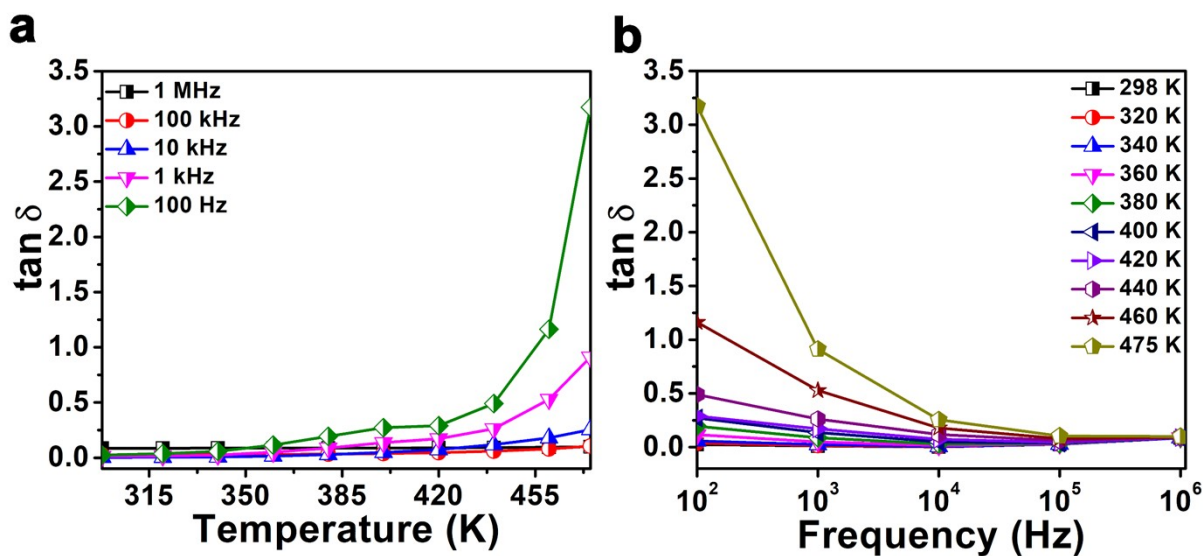 a
tan δ
3.5
3.0
2.5
2.0
1.5
1.0
0.5
0.0
1 MHz
100 kHz
10 kHz
1 kHz
100 Hz
315 350 385 420 455
Temperature (K)
b
tan δ
3.5
3.0
2.5
2.0
1.5
1.0
0.5
0.0
298 K
320 K
340 K
360 K
380 K
400 K
420 K
440 K
460 K
475 K
10² 10³ 10⁴ 10⁵ 10⁶
Frequency (Hz)